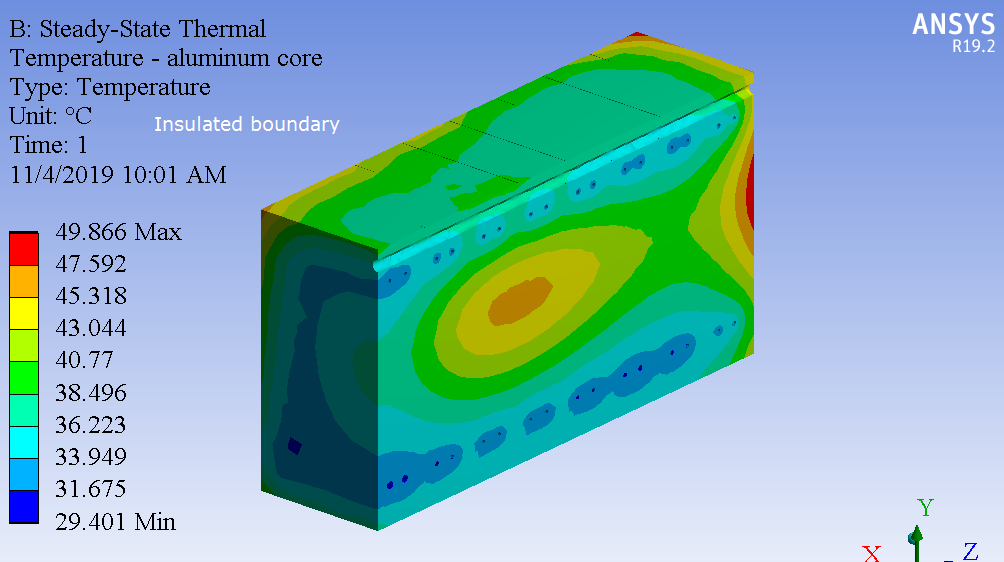 B: Steady-State Thermal
Temperature - aluminum core
Type: Temperature
Unit: °C
Time: 1
11/4/2019 10:01 AM
Insulated boundary
ANSYS
R19.2
49.866 Max
47.592
45.318
43.044
40.77
38.496
36.223
33.949
31.675
29.401 Min
Y
X
Z